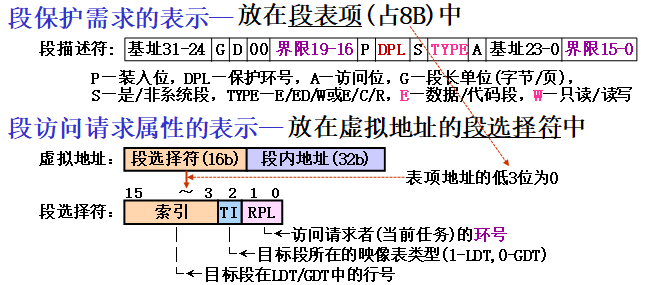 段保护需求的表示—放在段表项(占8B)中
段描述符: 基址31-24 G D 00 界限19-16 P DPL S TYPE A 基址23-0 界限15-0
P—装入位，DPL—保护环号，A—访问位，G—段长单位(字节/页)，
S—是/非系统段，TYPE—E/ED/W或E/C/R，E—数据/代码段，W—只读/读写
段访问请求属性的表示—放在虚拟地址的段选择符中
虚拟地址: 段选择符(16b) 段内地址(32b)
表项地址的低3位为0
15 ～ 3 2 1 0
段选择符: 索引 TI RPL
访问请求者(当前任务)的环号
目标段所在的映像表类型(1-LDT,0-GDT)
目标段在LDT/GDT中的行号